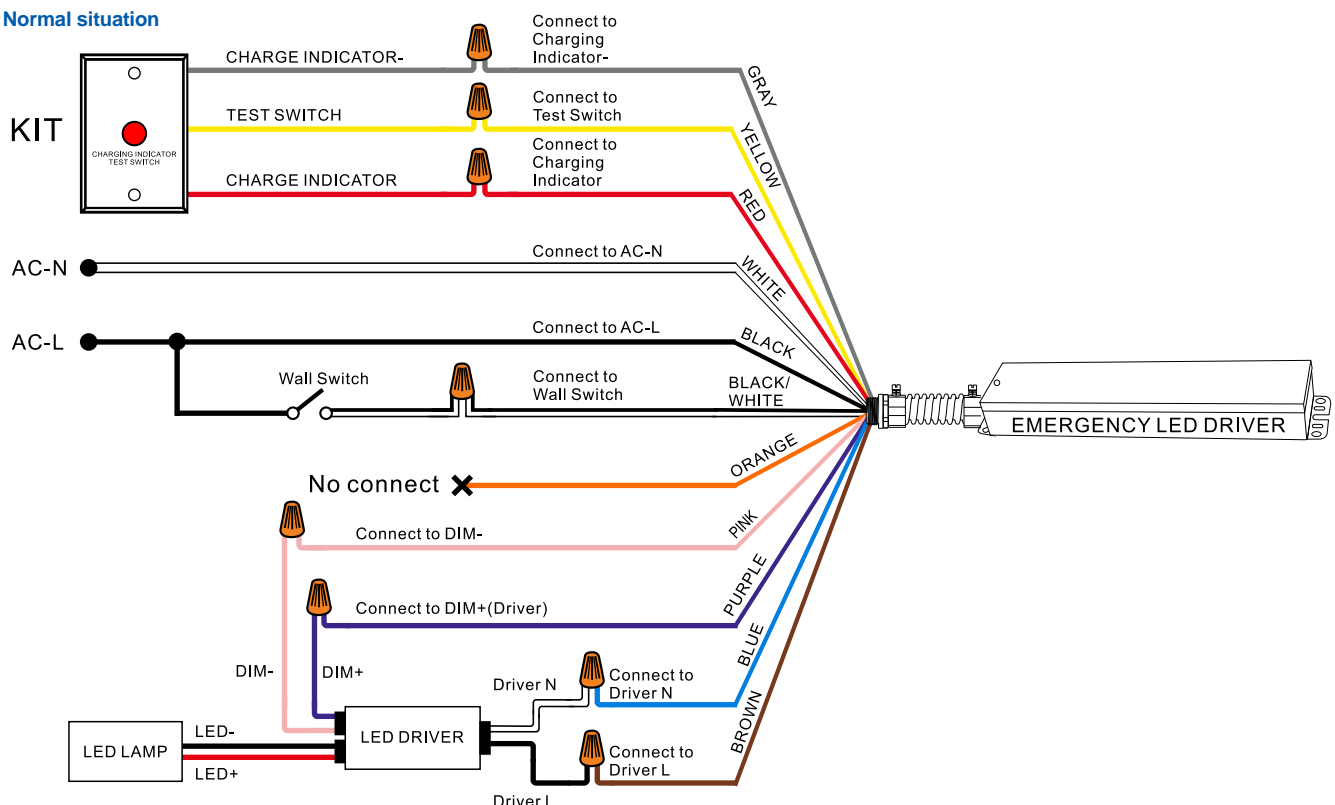 Normal situation
KIT
CHARGING INDICATOR
TEST SWITCH
CHARGE INDICATOR-
Connect to
Charging
Indicator-
GRAY
TEST SWITCH
Connect to
Test Switch
YELLOW
CHARGE INDICATOR
Connect to
Charging
Indicator
RED
AC-N
Connect to AC-N
WHITE
AC-L
Connect to AC-L
BLACK
Wall Switch
Connect to
Wall Switch
BLACK/
WHITE
EMERGENCY LED DRIVER
No connect
ORANGE
Connect to DIM-
PINK
Connect to DIM+(Driver)
PURPLE
DIM-
DIM+
Driver N
Connect to
Driver N
BLUE
LED LAMP
LED-
LED+
LED DRIVER
Connect to
Driver L
BROWN
Driver L